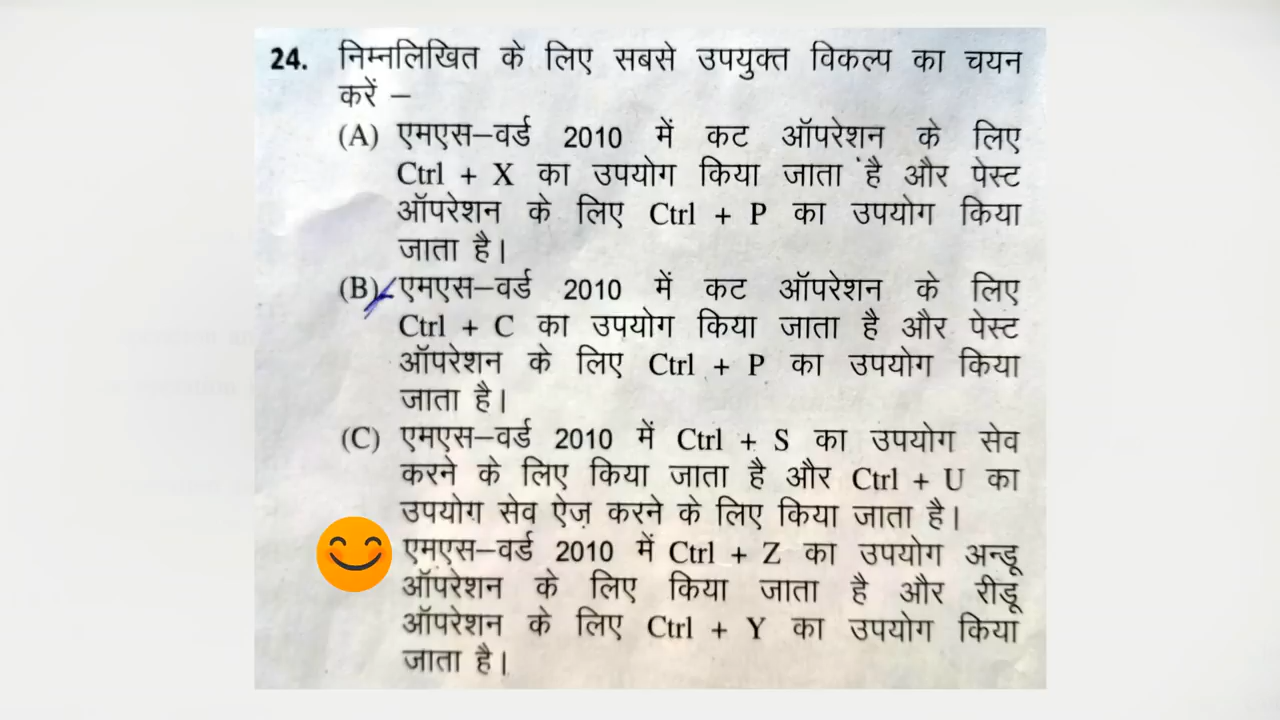 24. निम्नलिखित के लिए सबसे उपयुक्त विकल्प का चयन
करें –
(A) एमएस–वर्ड 2010 में कट ऑपरेशन के लिए
Ctrl + X का उपयोग किया जाता है और पेस्ट
ऑपरेशन के लिए Ctrl + P का उपयोग किया
जाता है।
(B) एमएस–वर्ड 2010 में कट ऑपरेशन के लिए
Ctrl + C का उपयोग किया जाता है और पेस्ट
ऑपरेशन के लिए Ctrl + P का उपयोग किया
जाता है।
(C) एमएस–वर्ड 2010 में Ctrl + S का उपयोग सेव
करने के लिए किया जाता है और Ctrl + U का
उपयोग सेव ऐज़ करने के लिए किया जाता है।
एमएस–वर्ड 2010 में Ctrl + Z का उपयोग अन्डू
ऑपरेशन के लिए किया जाता है और रीडू
ऑपरेशन के लिए Ctrl + Y का उपयोग किया
जाता है।